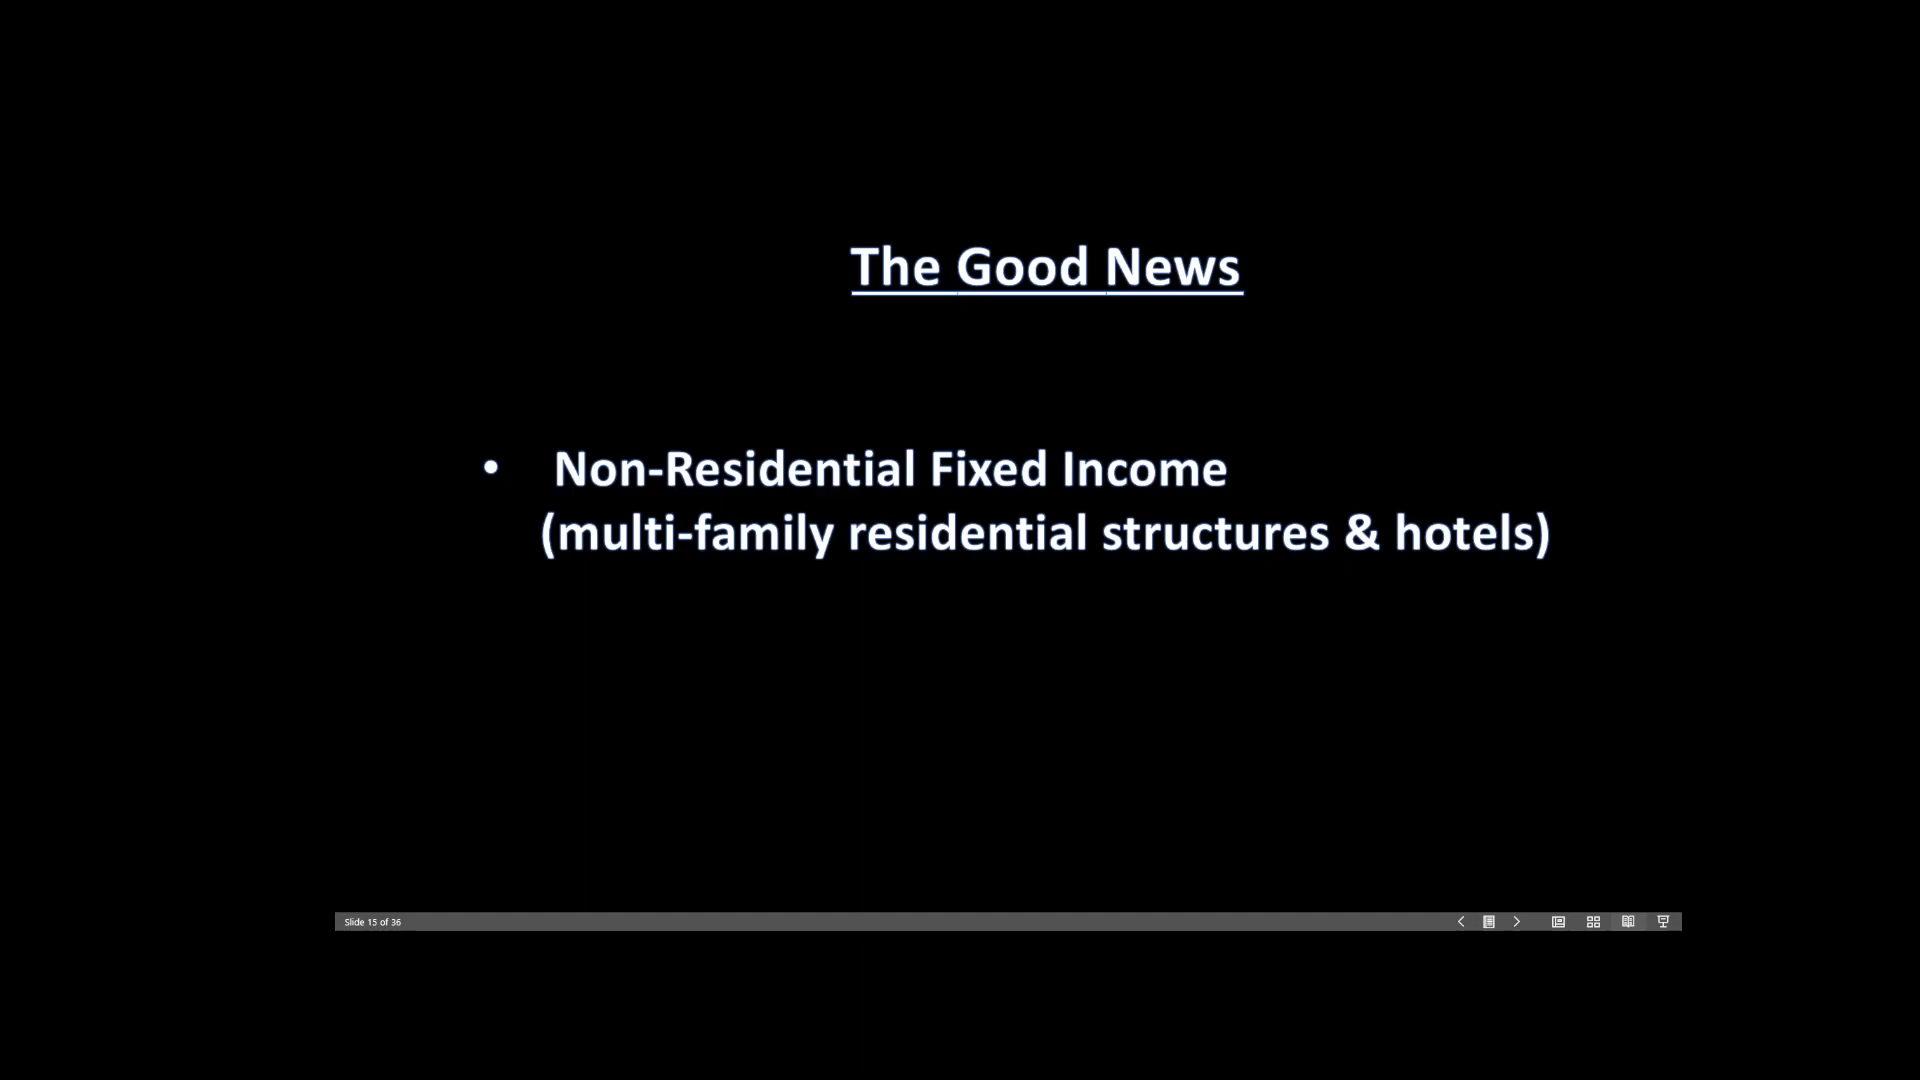 The Good News
• Non-Residential Fixed Income
(multi-family residential structures & hotels)
Slide 15 of 36